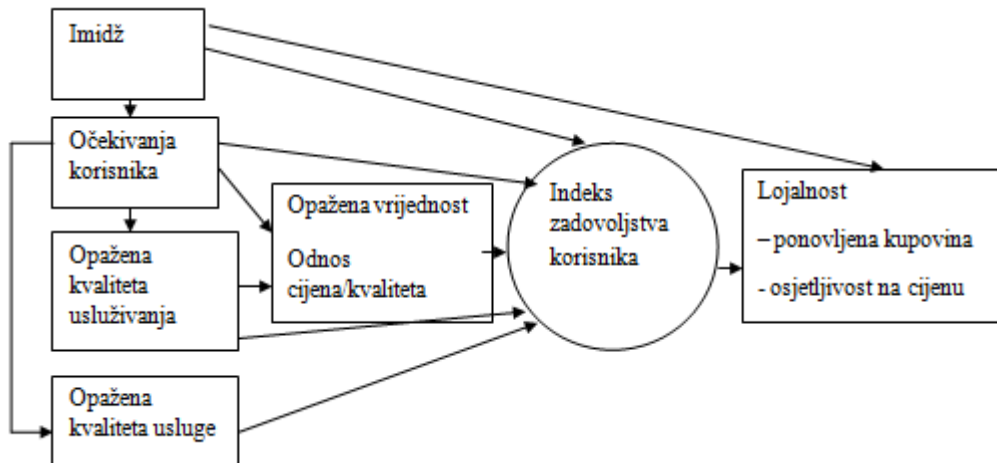 Imidž
Očekivanja
korisnika
Opažena
kvaliteta
usluživanja
Opažena
kvaliteta usluge
Opažena vrijednost
Odnos
cijena/kvaliteta
Indeks
zadovoljstva
korisnika
Lojalnost
– ponovljena kupovina
- osjetljivost na cijenu